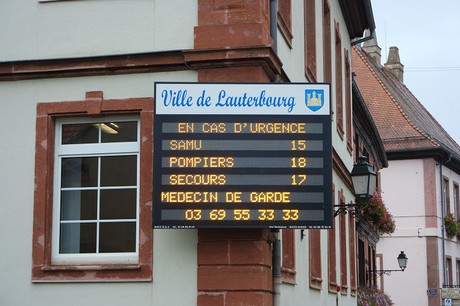 Ville de Lauterbourg
EN CAS D'URGENCE
SAMU 15
POMPIERS 18
SECOURS 17
MEDECIN DE GARDE
03 69 55 33 33